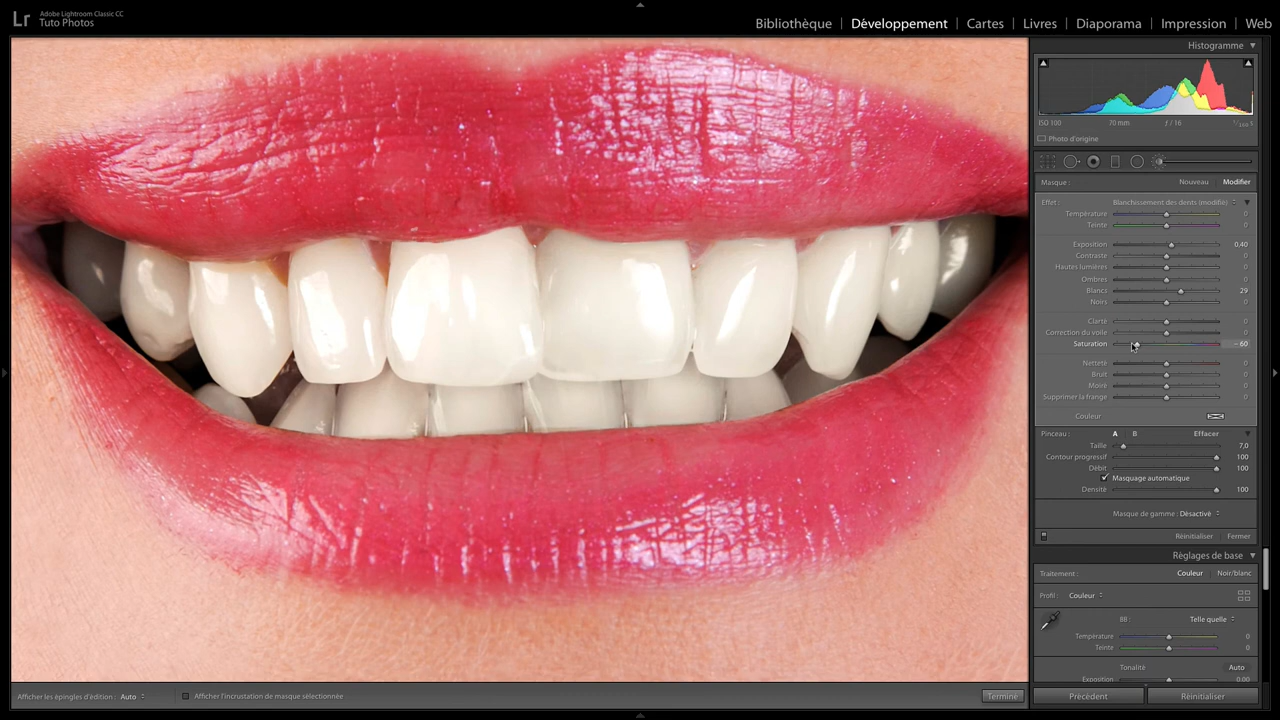 Lr Adobe Lightroom Classic CC
Tuto Photos
Bibliothèque | Développement | Cartes | Livres | Diaporama | Impression | Web
Histogramme
ISO 100 70 mm ƒ / 16 1/160 s
Photo d'origine
Masque : Nouveau Modifier
Effet : Blanchissement des dents (modifié)
Température 0
Teinte 0
Exposition 0,40
Contraste 0
Hautes lumières 0
Ombres 0
Blancs 29
Noirs 0
Clarté 0
Correction du voile 0
Saturation – 60
Netteté 0
Bruit 0
Moiré 0
Supprimer la frange 0
Couleur
Pinceau : A B Effacer
Taille 7,0
Contour progressif 100
Débit 100
Masquage automatique
Densité 100
Masque de gamme : Désactivé
Réinitialiser Fermer
Réglages de base
Traitement : Couleur Noir/blanc
Profil : Couleur
BB : Telle quelle
Température 0
Teinte 0
Tonalité Auto
Exposition 0,00
Afficher les épingles d'édition : Auto Afficher l'incrustation de masque sélectionnée Terminé
Précédent Réinitialiser